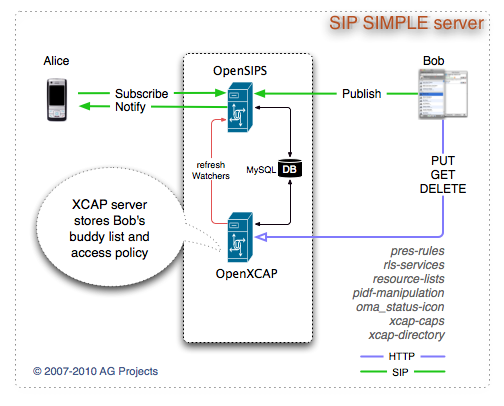 SIP SIMPLE server
Alice
OpenSIPS
Bob
Subscribe
Notify
Publish
refresh
Watchers
MySQL
DB
PUT
GET
DELETE
XCAP server
stores Bob's
buddy list and
access policy
OpenXCAP
pres-rules
rls-services
resource-lists
pidf-manipulation
oma_status-icon
xcap-caps
xcap-directory
HTTP
SIP
© 2007-2010 AG Projects